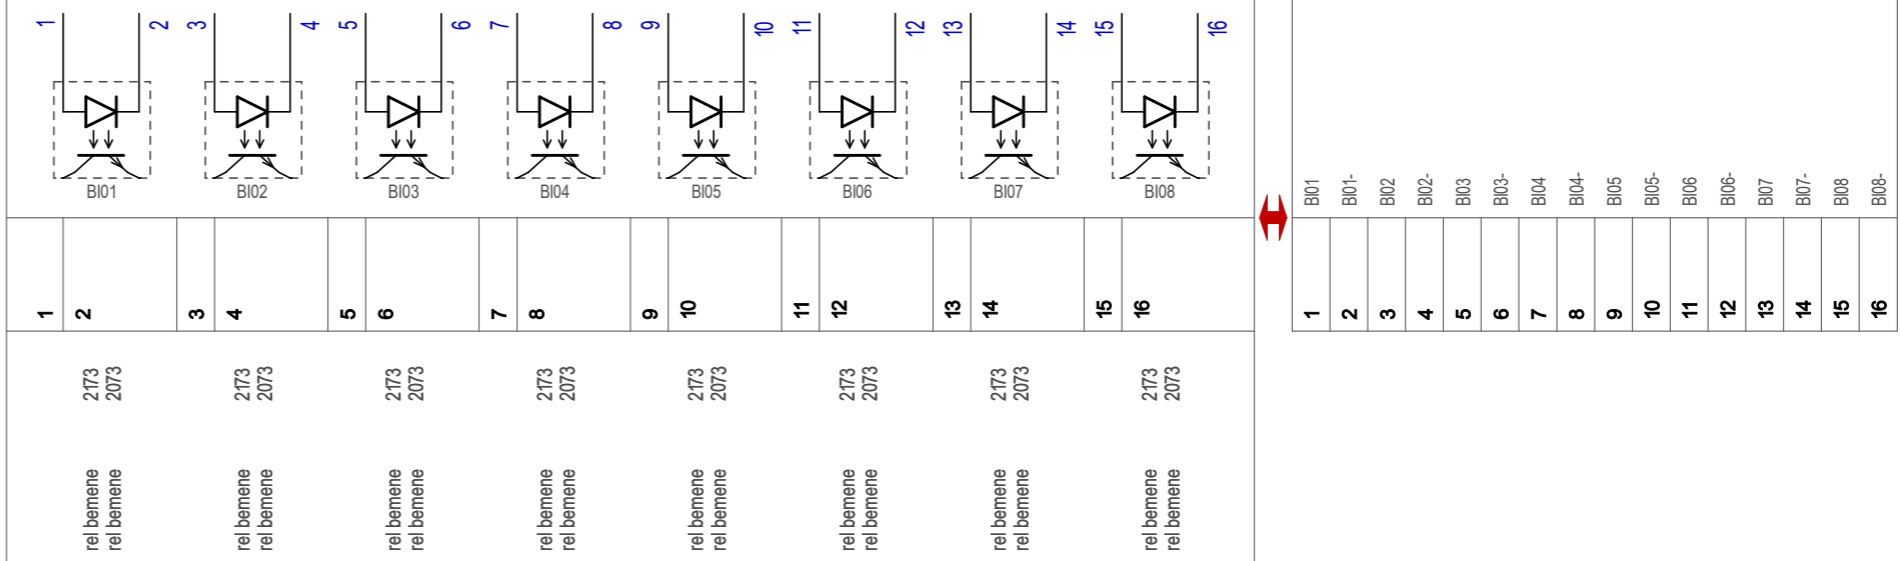 1 2 3 4 5 6 7 8 9 10 11 12 13 14 15 16
BI01 BI02 BI03 BI04 BI05 BI06 BI07 BI08
1 2 3 4 5 6 7 8 9 10 11 12 13 14 15 16
2173 2173 2173 2173 2173 2173 2173 2173
2073 2073 2073 2073 2073 2073 2073 2073
rel bemene rel bemene rel bemene rel bemene rel bemene rel bemene rel bemene rel bemene
rel bemene rel bemene rel bemene rel bemene rel bemene rel bemene rel bemene rel bemene
BI01 BI01- BI02 BI02- BI03 BI03- BI04 BI04- BI05 BI05- BI06 BI06- BI07 BI07- BI08 BI08-
1 2 3 4 5 6 7 8 9 10 11 12 13 14 15 16